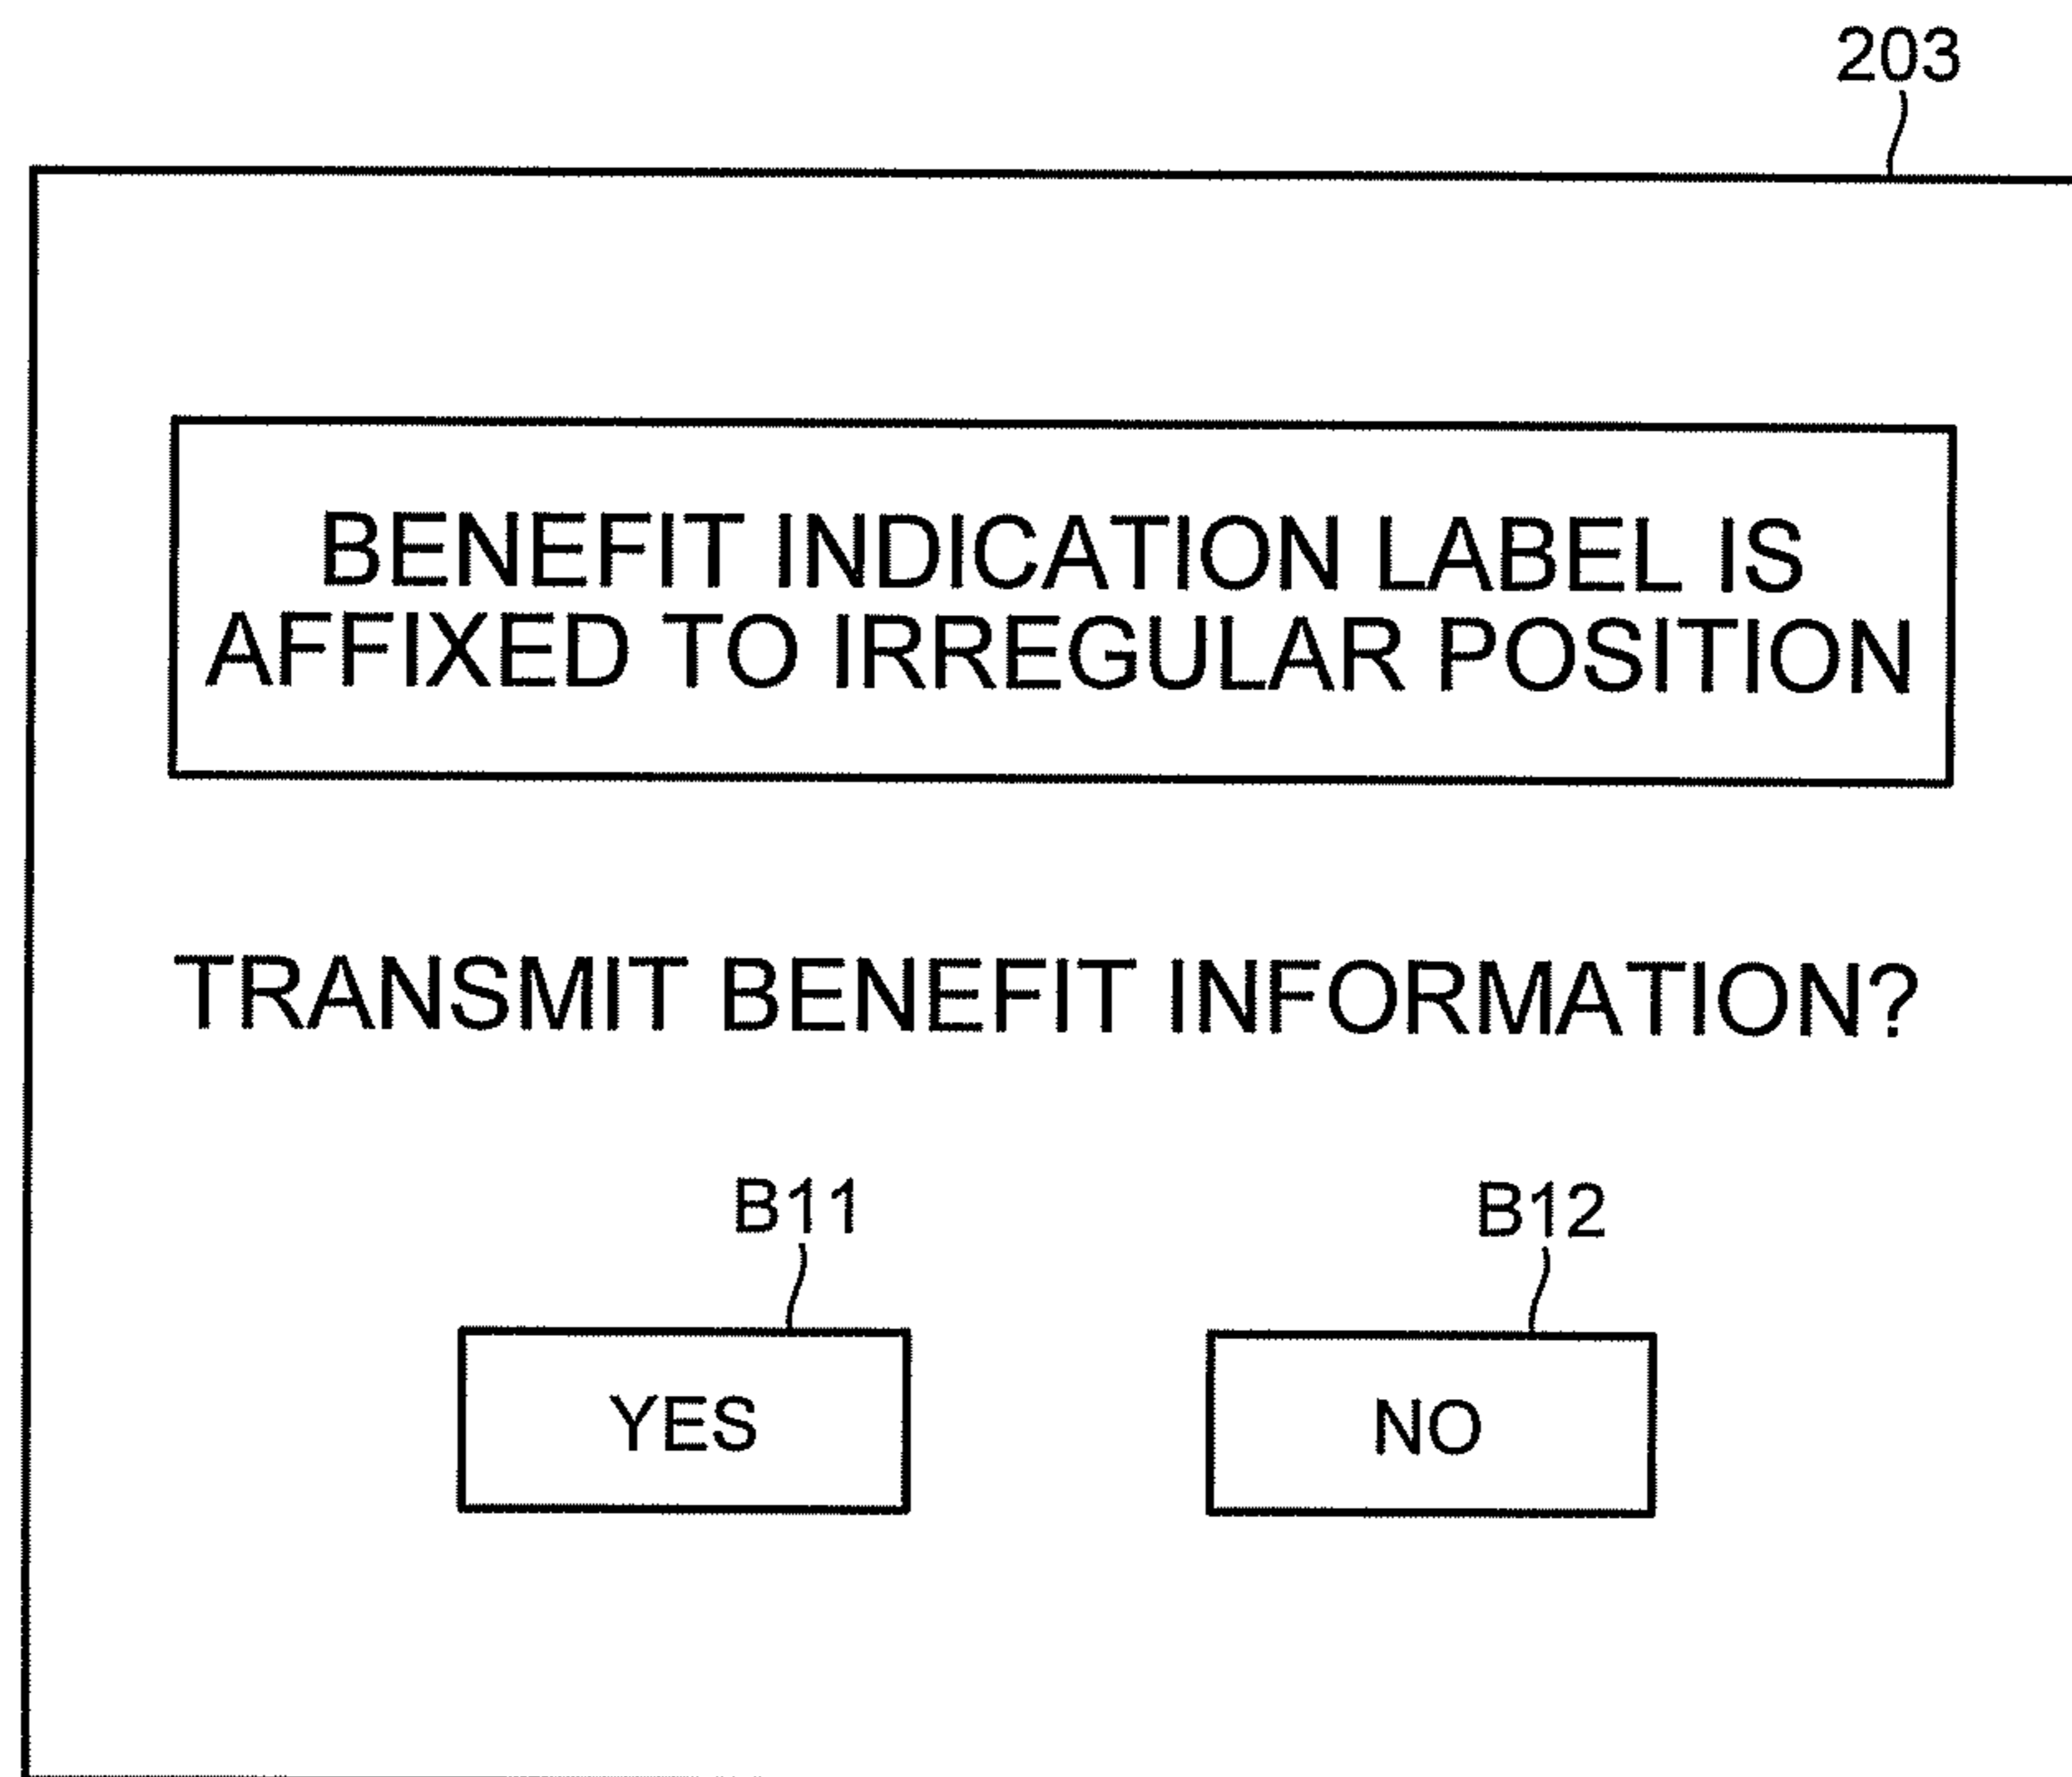 203
BENEFIT INDICATION LABEL IS
AFFIXED TO IRREGULAR POSITION
TRANSMIT BENEFIT INFORMATION?
B11
B12
YES
NO